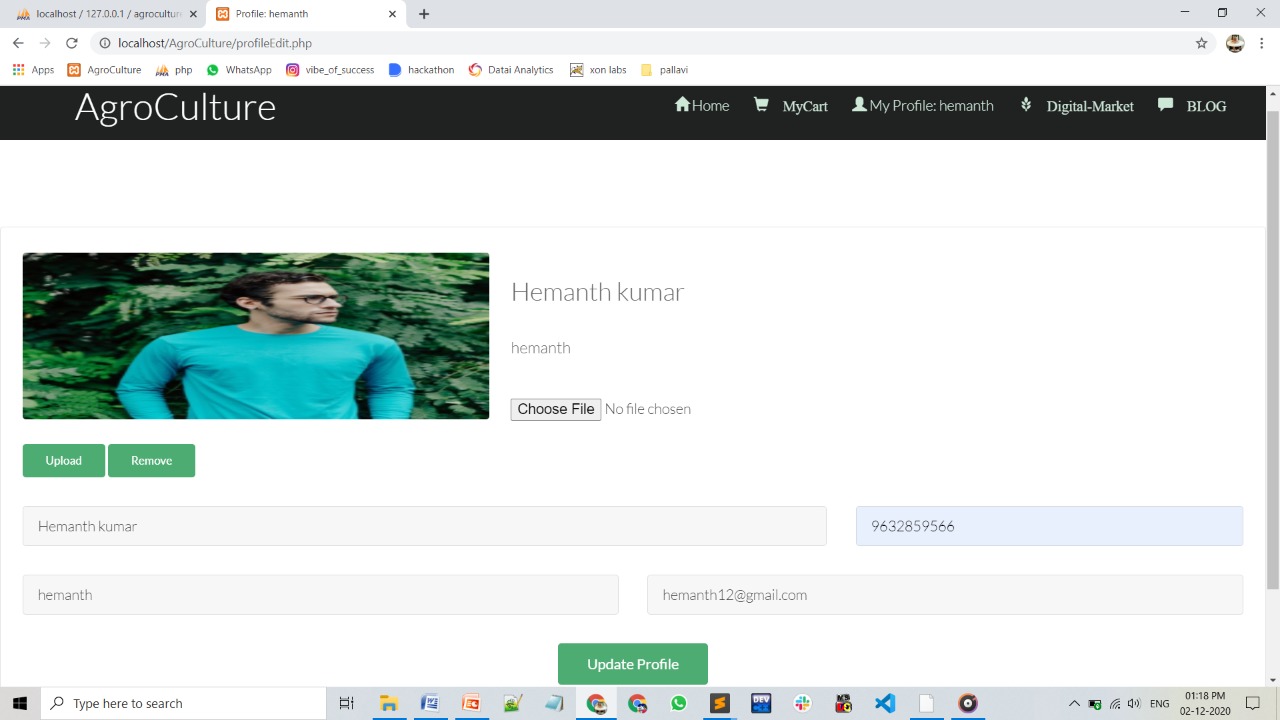 localhost / 127.0.0.1 / agroculture
Profile: hemanth
localhost/AgroCulture/profileEdit.php
Apps AgroCulture php WhatsApp vibe_of_success hackathon Datai Analytics xon labs pallavi
AgroCulture
Home MyCart My Profile: hemanth Digital-Market BLOG
Hemanth kumar
hemanth
Choose File No file chosen
Upload Remove
Hemanth kumar 9632859566
hemanth hemanth12@gmail.com
Update Profile
Type here to search
ENG
01:18 PM
02-12-2020